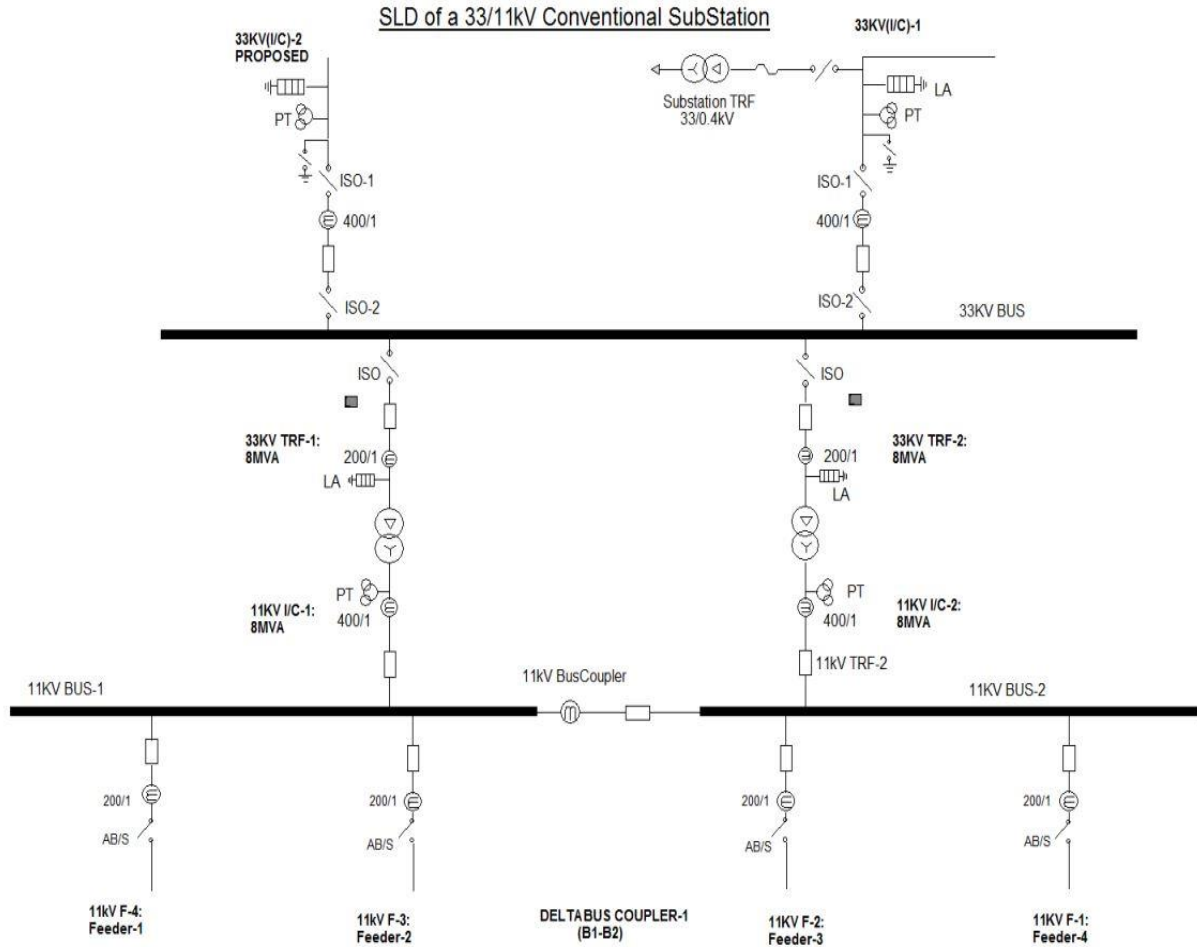 SLD of a 33/11kV Conventional SubStation
33KV(I/C)-2
PROPOSED
33KV(I/C)-1
Substation TRF
33/0.4kV
LA
PT
PT
ISO-1
ISO-1
400/1
400/1
ISO-2
ISO-2
33KV BUS
ISO
ISO
33KV TRF-1:
8MVA
200/1
LA
33KV TRF-2:
8MVA
200/1
LA
PT
PT
11KV I/C-1:
8MVA
400/1
11KV I/C-2:
8MVA
400/1
11kV TRF-2
11KV BUS-1
11kV BusCoupler
11KV BUS-2
200/1
200/1
200/1
200/1
AB/S
AB/S
AB/S
AB/S
11kV F-4:
Feeder-1
11kV F-3:
Feeder-2
DELTABUS COUPLER-1
(B1-B2)
11KV F-2:
Feeder-3
11KV F-1:
Feeder-4